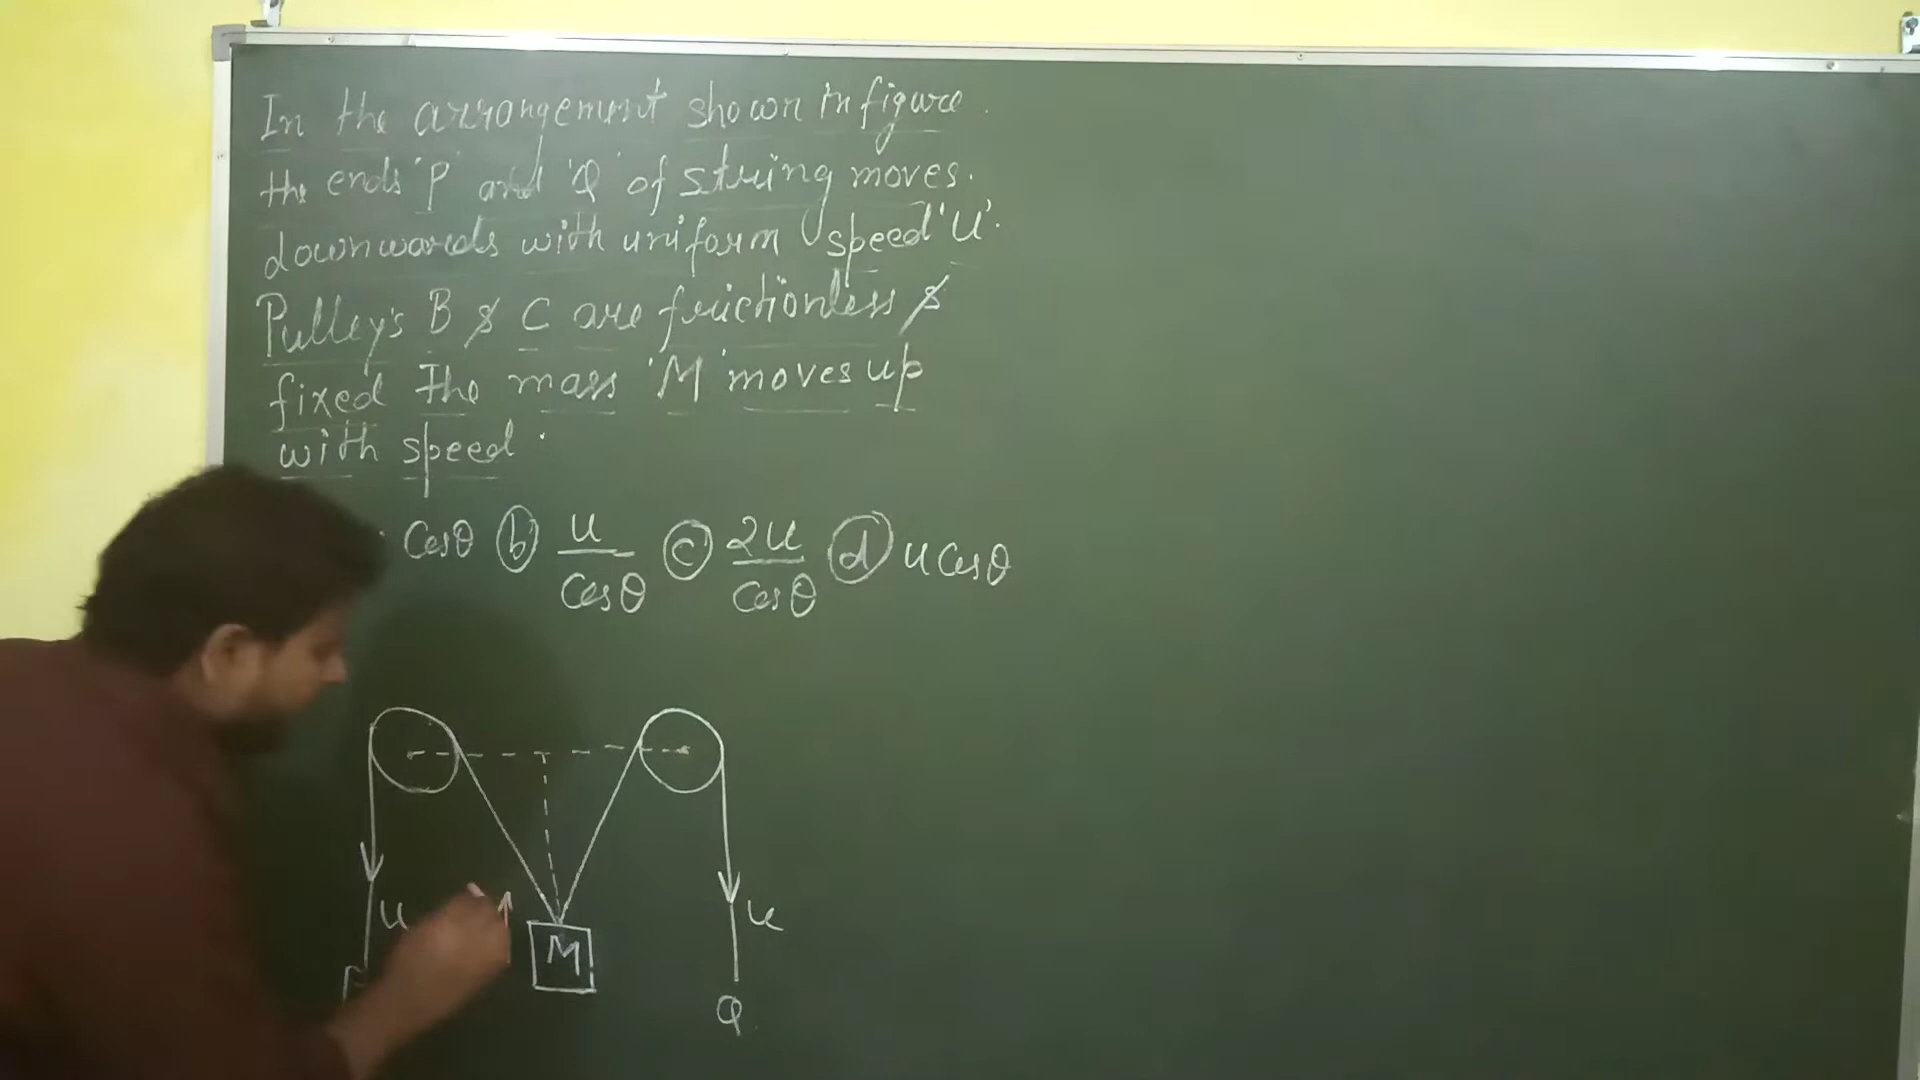 In the arrangement shown in figure.
the ends 'P' and 'Q' of string moves.
downwards with uniform speed 'U'.
Pulley's B & C are frictionless &
fixed The mass 'M' moves up
with speed.
Cosθ (b) u/Cosθ (c) 2u/Cosθ (d) u Cosθ
u
u
M
P
Q